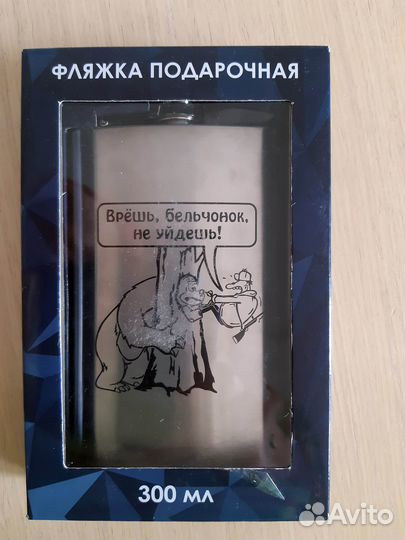 ФЛЯЖКА ПОДАРОЧНАЯ
Врёшь, бельчонок,
не уйдешь!
300 МЛ
Avito